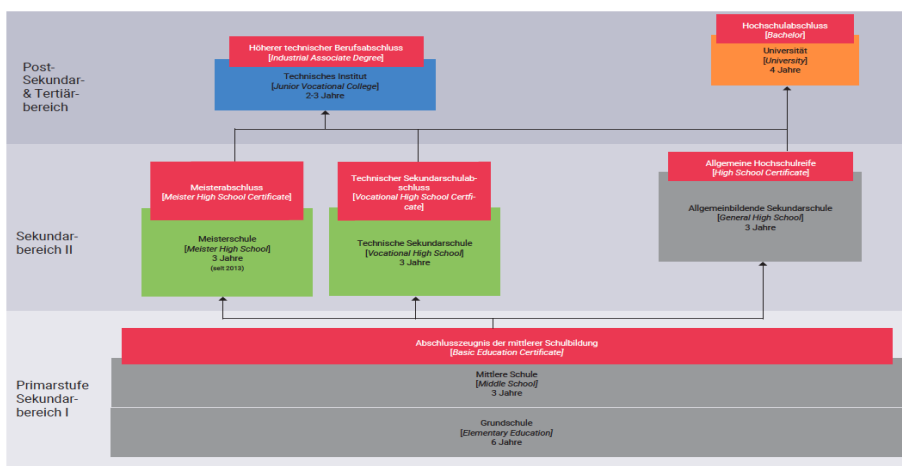 Hochschulabschluss
[Bachelor]
Höherer technischer Berufsabschluss
[Industrial Associate Degree]
Universität
[University]
4 Jahre
Post-
Sekundar-
& Tertiär-
bereich
Technisches Institut
[Junior Vocational College]
2-3 Jahre
Meisterabschluss
[Meister High School Certificate]
Technischer Sekundarschulab-
schluss
[Vocational High School Certfi-
cate]
Allgemeine Hochschulreife
[High School Certificate]
Sekundar-
bereich II
Meisterschule
[Meister High School]
3 Jahre
(seit 2013)
Technische Sekundarschule
[Vocational High School]
3 Jahre
Allgemeinbildende Sekundarschule
[General High School]
3 Jahre
Abschlusszeugnis der mittlerer Schulbildung
[Basic Education Certificate]
Primarstufe
Sekundar-
bereich I
Mittlere Schule
[Middle School]
3 Jahre
Grundschule
[Elementary Education]
6 Jahre